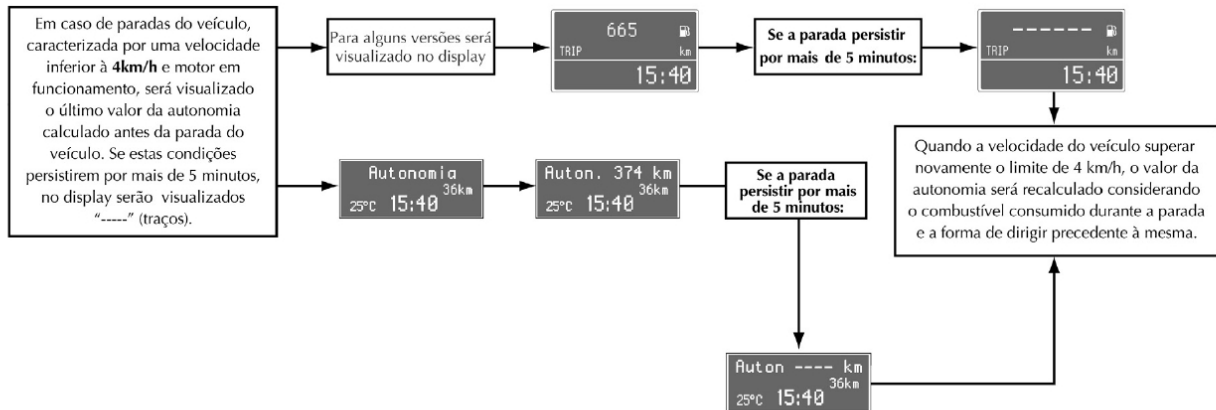 Em caso de paradas do veículo,
caracterizada por uma velocidade
inferior à 4km/h e motor em
funcionamento, será visualizado
o último valor da autonomia
calculado antes da parada do
veículo. Se estas condições
persistirem por mais de 5 minutos,
no display serão visualizados
“-----” (traços).
Para alguns versões será
visualizado no display
665
TRIP km
15:40
Se a parada persistir
por mais de 5 minutos:
------
TRIP km
15:40
Autonomia
36km
25°C 15:40
Auton. 374 km
36km
25°C 15:40
Se a parada
persistir por mais
de 5 minutos:
Auton ---- km
36km
25°C 15:40
Quando a velocidade do veículo superar
novamente o limite de 4 km/h, o valor da
autonomia será recalculado considerando
o combustível consumido durante a parada
e a forma de dirigir precedente à mesma.